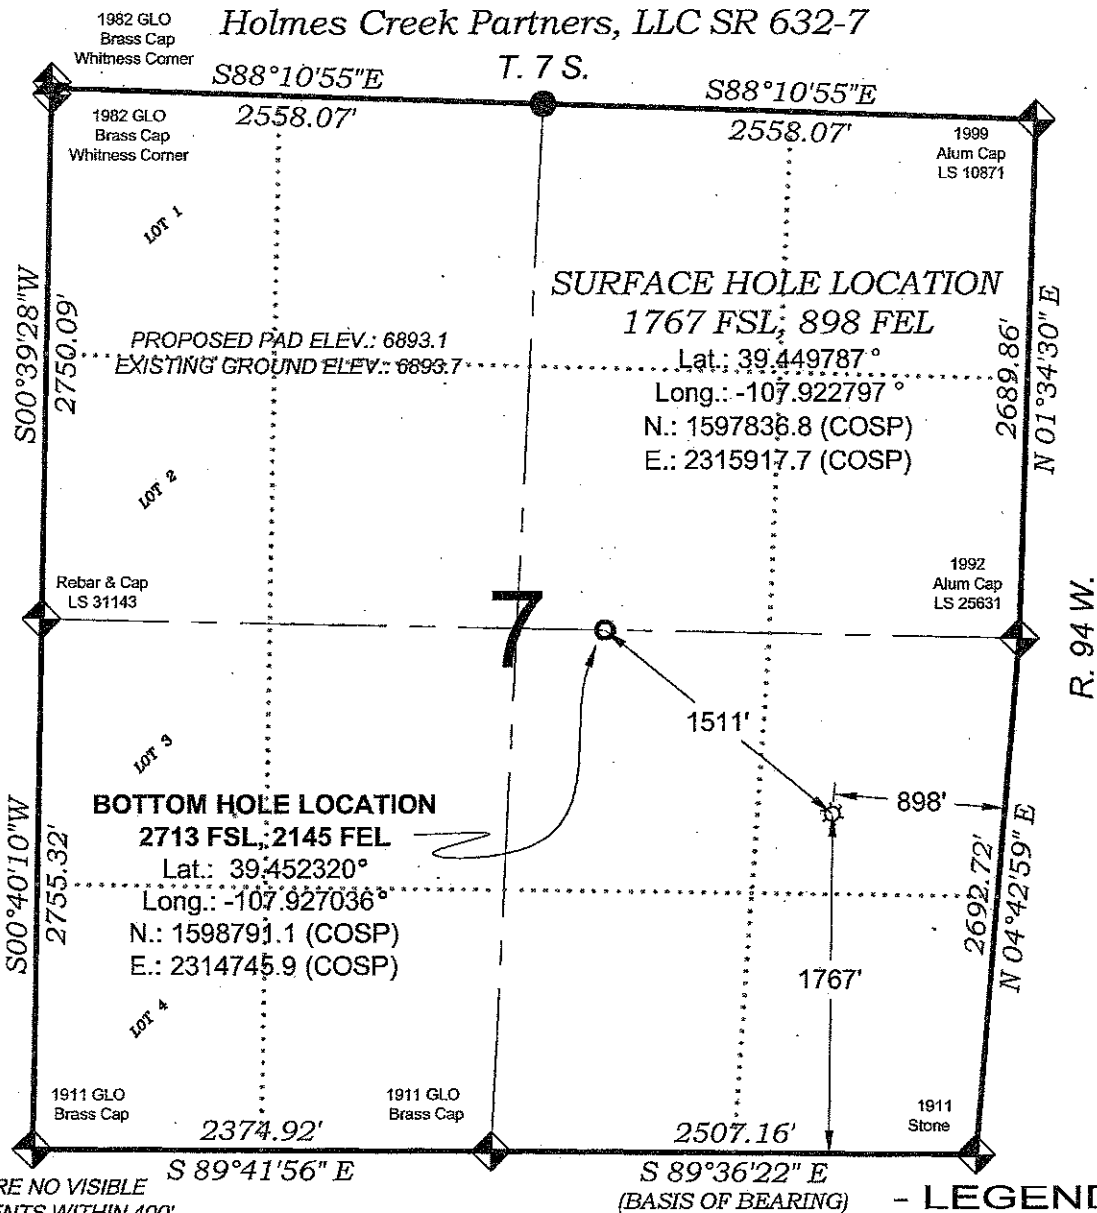 Holmes Creek Partners, LLC SR 632-7
1982 GLO
Brass Cap
Whitness Corner
T. 7 S.
S88°10'55"E
S88°10'55"E
1982 GLO
Brass Cap
Whitness Corner
2558.07'
2558.07'
1999
Alum Cap
LS 10871
LOT 1
S00°39'28"W
2750.09'
SURFACE HOLE LOCATION
1767 FSL, 898 FEL
Lat.: 39.449787°
Long.: -107.922797 °
N.: 1597836.8 (COSP)
E.: 2315917.7 (COSP)
PROPOSED PAD ELEV.: 6893.1
EXISTING GROUND ELEV.: 6893.7
2689.86'
N 01°34'30" E
LOT 2
Rebar & Cap
LS 31143
7
1992
Alum Cap
LS 25631
R. 94 W.
1511'
LOT 3
898'
BOTTOM HOLE LOCATION
2713 FSL, 2145 FEL
Lat.: 39.452320°
Long.: -107.927036°
N.: 1598791.1 (COSP)
E.: 2314745.9 (COSP)
S00°40'10"W
2755.32'
2692.72'
N 04°42'59" E
1767'
LOT 4
1911 GLO
Brass Cap
1911 GLO
Brass Cap
1911
Stone
2374.92'
2507.16'
S 89°41'56" E
S 89°36'22" E
(BASIS OF BEARING)
RE NO VISIBLE
ENTS WITHIN 400'
- LEGEND